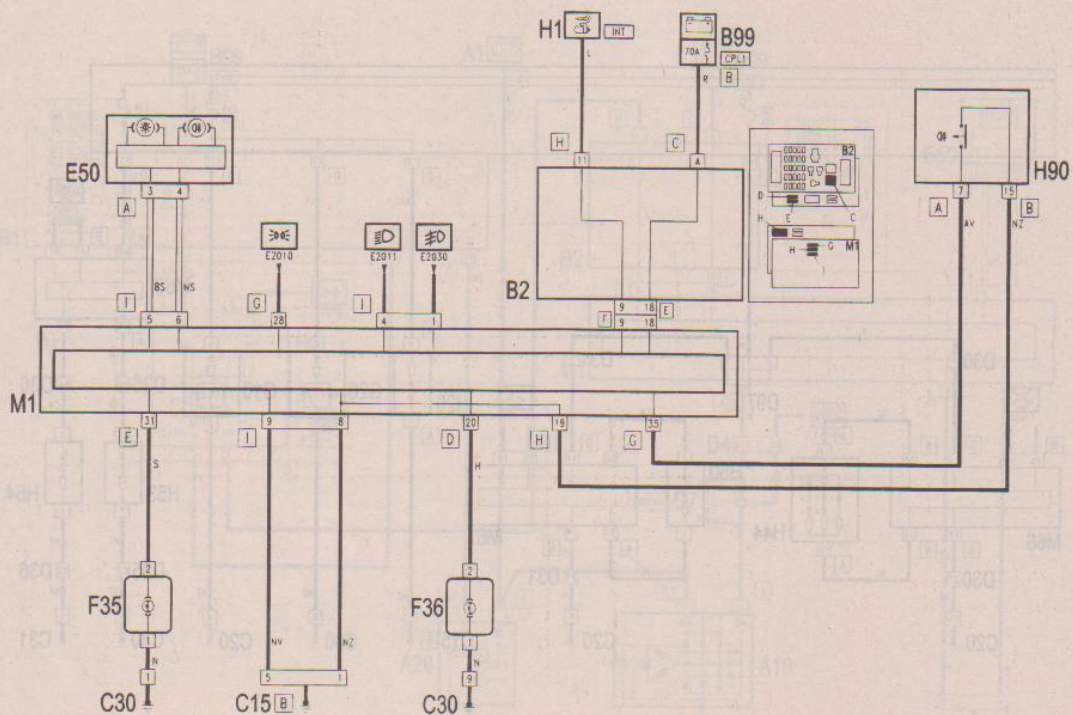 H1 INT
B99
70A
CPL1
B
L
R
E50
3 4
A
BS NS
I
5 6
E2010
G
28
E2011 E2030
I
4 1
H C
11 A
B2
9 18
F E
9 18
B2
D
E C
H
G
H M1
H90
7 15
A B
AV NZ
M1
31 9 8 20 19 35
E I D H G
S
2
F35
1
N
1
C30
NV NZ
5 1
C15 B
H
2
F36
1
N
9
C30